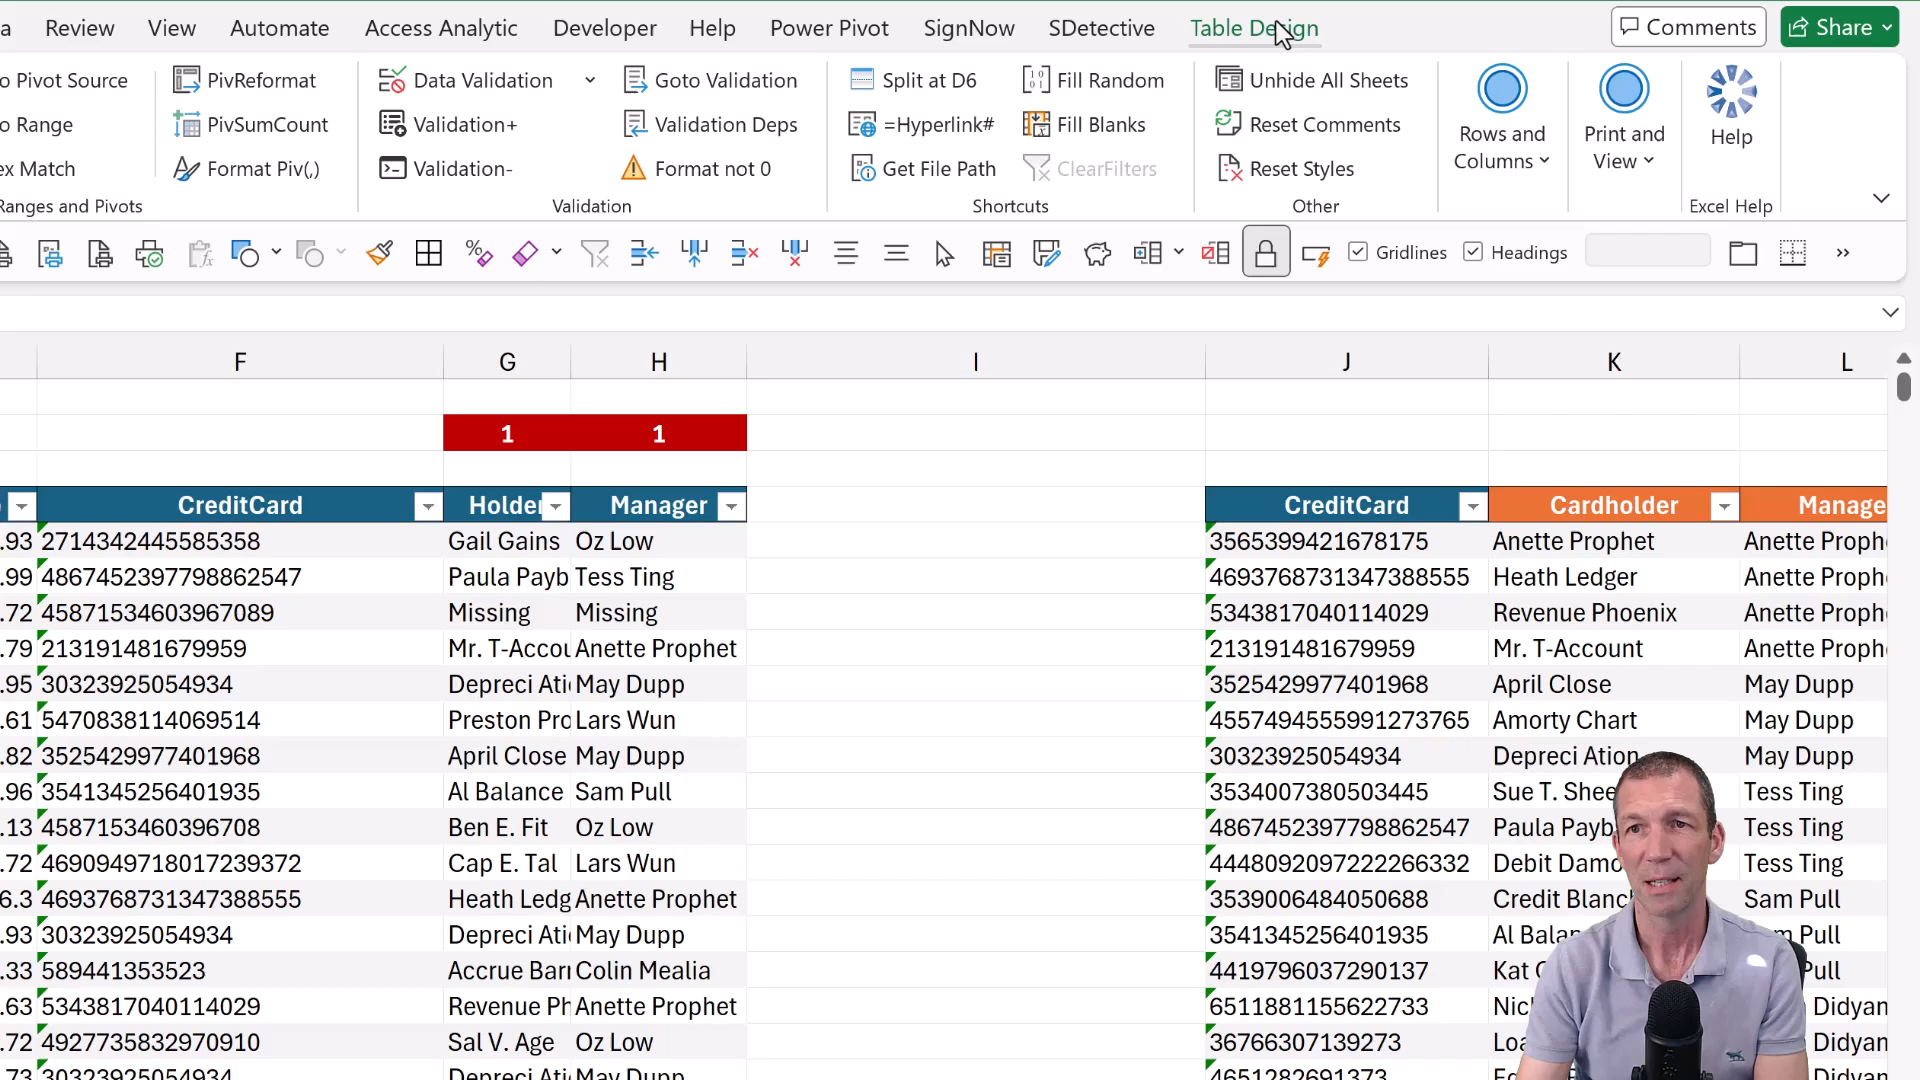 a Review View Automate Access Analytic Developer Help Power Pivot SignNow SDetective Table Design Comments Share
o Pivot Source PivReformat Data Validation Goto Validation Split at D6 Fill Random Unhide All Sheets
o Range PivSumCount Validation+ Validation Deps =Hyperlink# Fill Blanks Reset Comments Rows and Columns Print and View Help
ex Match Format Piv(,) Validation- Format not 0 Get File Path ClearFilters Reset Styles
Ranges and Pivots Validation Shortcuts Other Excel Help
Gridlines Headings
F G H I J K L
1 1
CreditCard Holder Manager CreditCard Cardholder Manage
.93 2714342445585358 Gail Gains Oz Low 3565399421678175 Anette Prophet Anette Proph
.99 4867452397798862547 Paula Payb Tess Ting 4693768731347388555 Heath Ledger Anette Proph
.72 45871534603967089 Missing Missing 5343817040114029 Revenue Phoenix Anette Proph
.79 213191481679959 Mr. T-Accou Anette Prophet 213191481679959 Mr. T-Account Anette Proph
.95 30323925054934 Depreci Ati May Dupp 3525429977401968 April Close May Dupp
.61 5470838114069514 Preston Pro Lars Wun 4557494555991273765 Amorty Chart May Dupp
.82 3525429977401968 April Close May Dupp 30323925054934 Depreci Ation May Dupp
.96 3541345256401935 Al Balance Sam Pull 3534007380503445 Sue T. Shee Tess Ting
.13 4587153460396708 Ben E. Fit Oz Low 4867452397798862547 Paula Payb Tess Ting
.72 4690949718017239372 Cap E. Tal Lars Wun 4448092097222266332 Debit Damo Tess Ting
6.3 4693768731347388555 Heath Ledg Anette Prophet 3539006484050688 Credit Blanc Sam Pull
.93 30323925054934 Depreci Ati May Dupp 3541345256401935 Al Balan m Pull
.33 589441353523 Accrue Barr Colin Mealia 4419796037290137 Kat Pull
.63 5343817040114029 Revenue Ph Anette Prophet 6511881155622733 Nic Didyan
.72 4927735832970910 Sal V. Age Oz Low 36766307139273 Loa Didyan
.73 30323925054934 Depreci Ati May Dupp 4651282691373